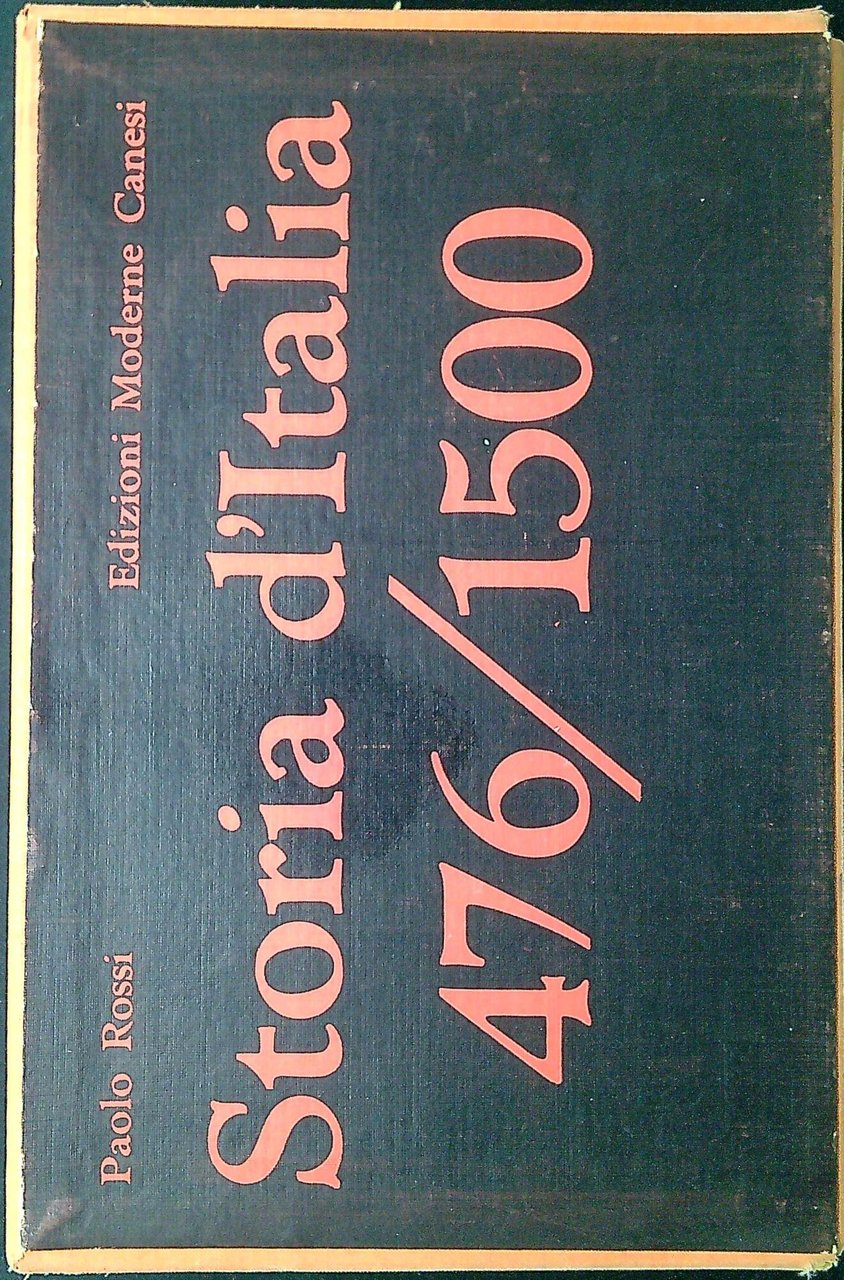 Paolo Rossi Edizioni Moderne Canesi
Storia d'Italia
476/1500